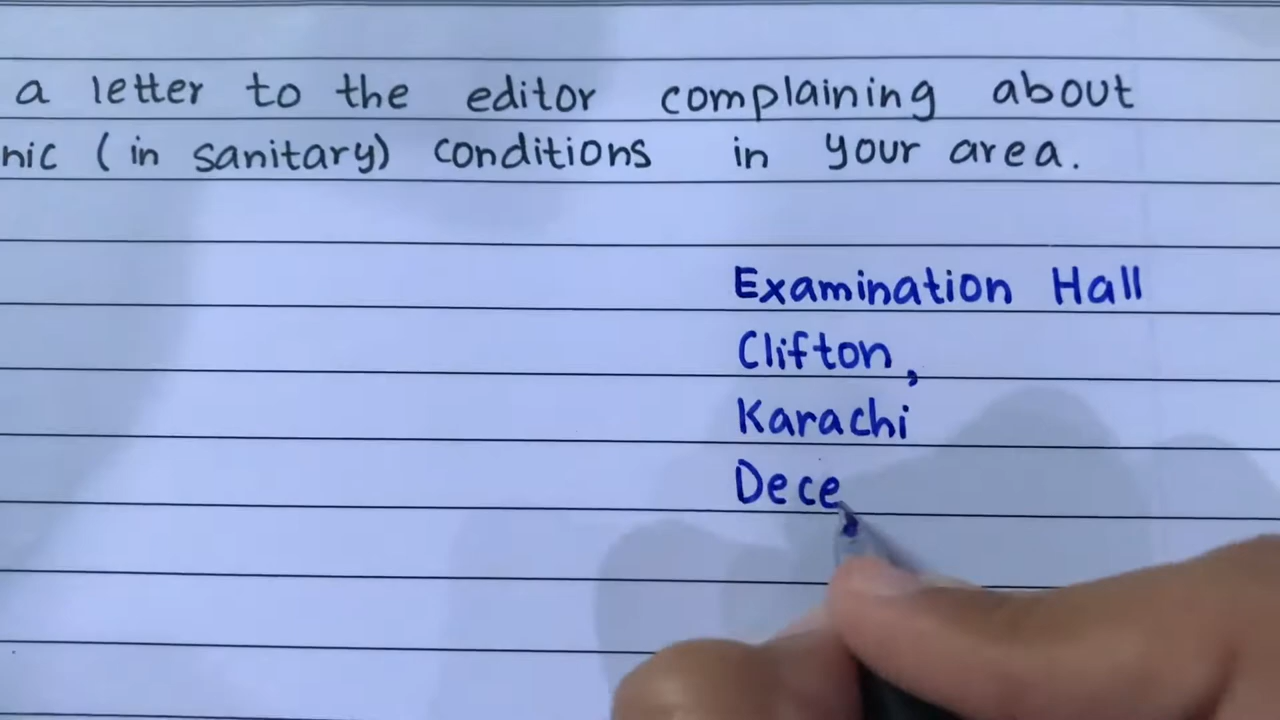 a letter to the editor complaining about
nic (in sanitary) conditions in your area.
Examination Hall
Clifton,
Karachi
Dece